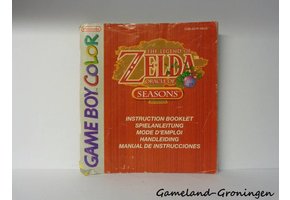 GAME BOY COLOR
THE LEGEND OF
ZELDA
ORACLE OF
SEASONS
INSTRUCTION BOOKLET
SPIELANLEITUNG
MODE D'EMPLOI
HANDLEIDING
MANUAL DE INSTRUCCIONES
Gameland-Groningen